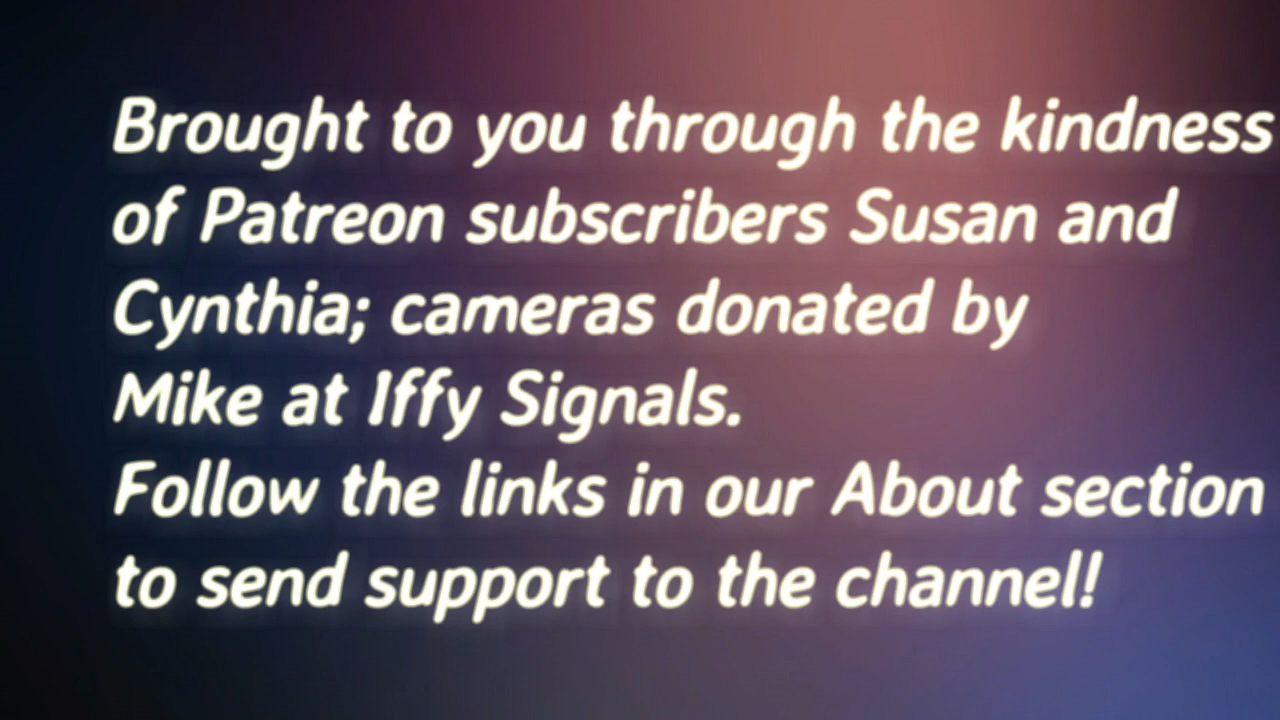 Brought to you through the kindness
of Patreon subscribers Susan and
Cynthia; cameras donated by
Mike at Iffy Signals.
Follow the links in our About section
to send support to the channel!